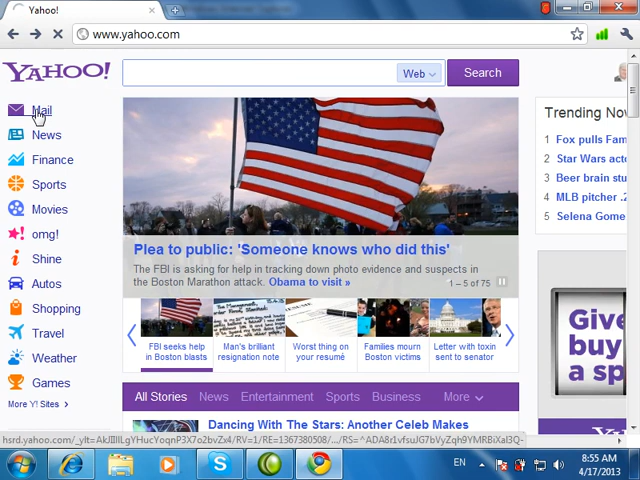 Yahoo!
www.yahoo.com
YAHOO!
Web
Search
Mail
News
Finance
Sports
Movies
omg!
Shine
Autos
Shopping
Travel
Weather
Games
More Y! Sites >
Plea to public: 'Someone knows who did this'
The FBI is asking for help in tracking down photo evidence and suspects in
the Boston Marathon attack. Obama to visit »
1 – 5 of 75
FBI seeks help
in Boston blasts
Man's brilliant
resignation note
Worst thing on
your resumé
Families mourn
Boston victims
Letter with toxin
sent to senator
All Stories
News
Entertainment
Sports
Business
More
Dancing With The Stars: Another Celeb Makes
Trending Now
1 Fox pulls Fam
2 Star Wars acto
3 Beer brain stu
4 MLB pitcher .2
5 Selena Gome
Give
buy
a sp
EN
8:55 AM
4/17/2013